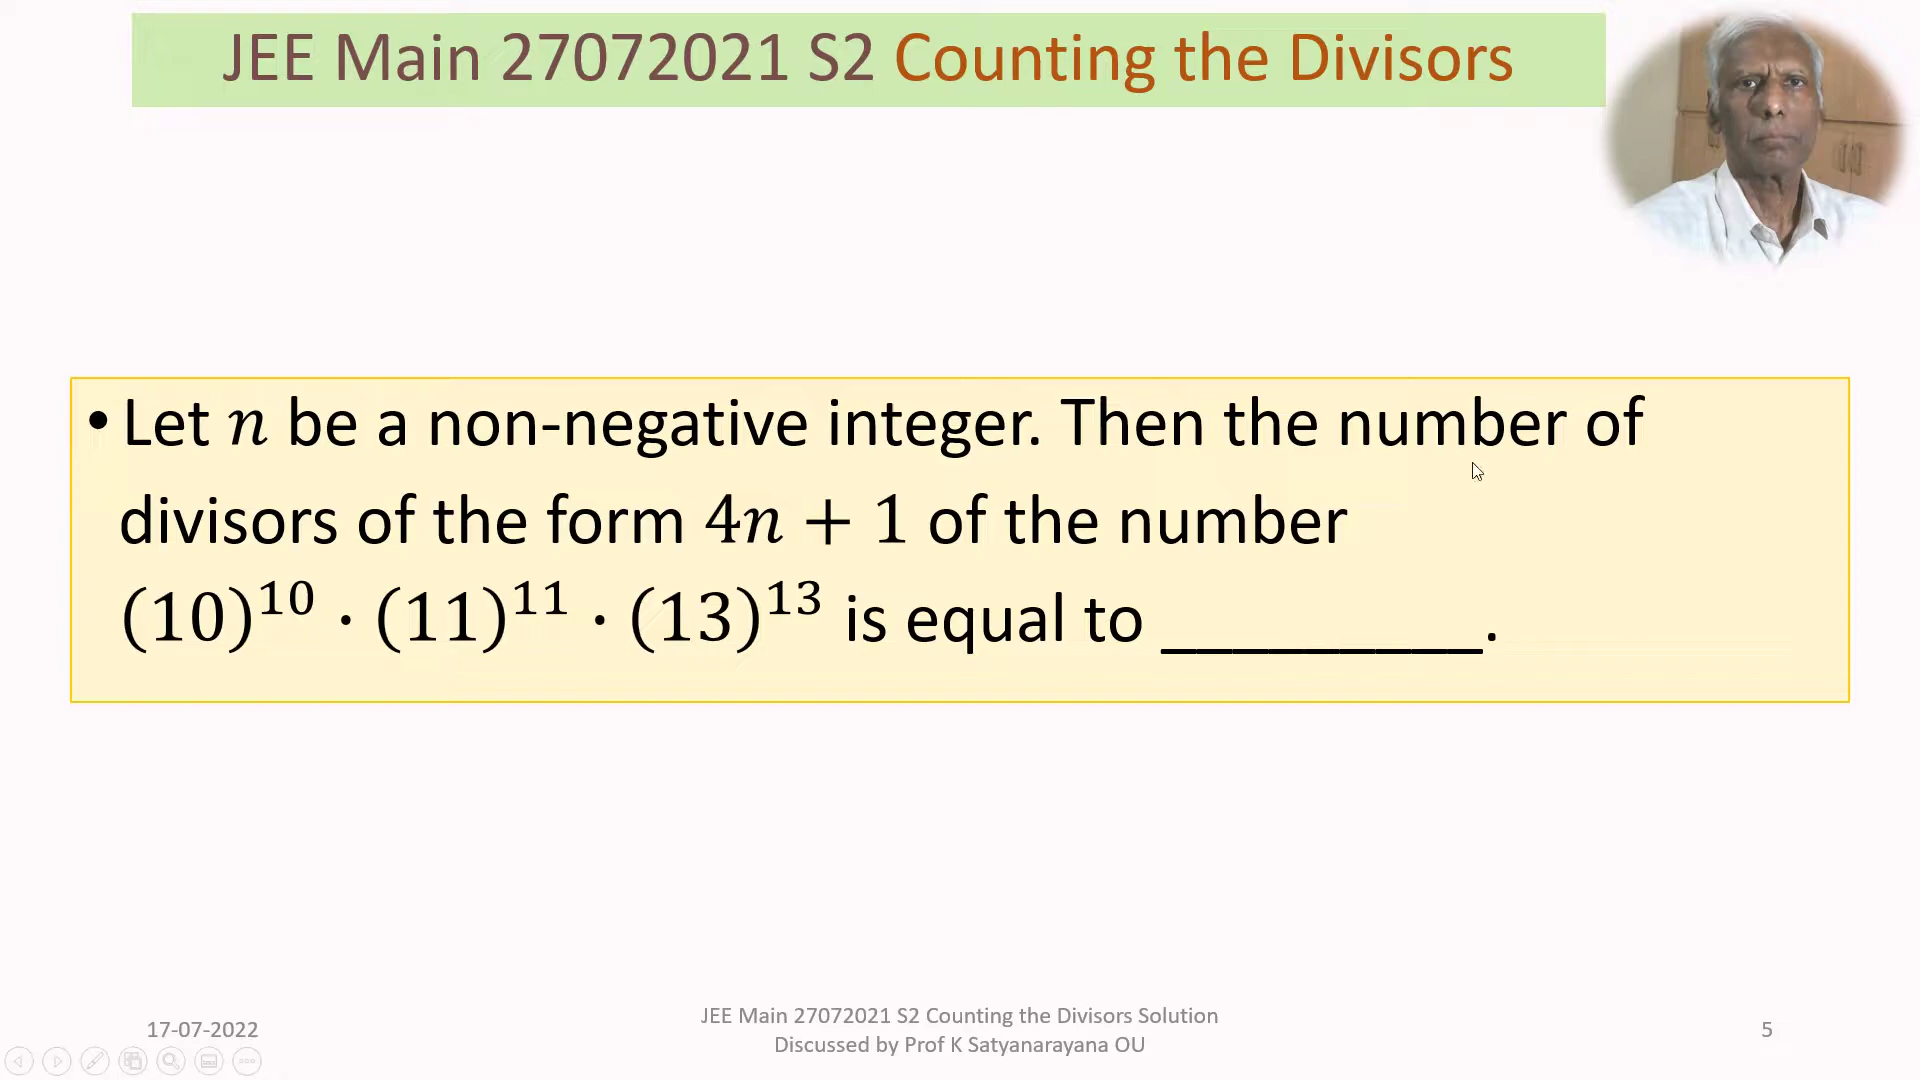 JEE Main 27072021 S2 Counting the Divisors
• Let n be a non-negative integer. Then the number of
divisors of the form 4n + 1 of the number
(10)¹⁰ · (11)¹¹ · (13)¹³ is equal to _________.
17-07-2022
JEE Main 27072021 S2 Counting the Divisors Solution
Discussed by Prof K Satyanarayana OU
5